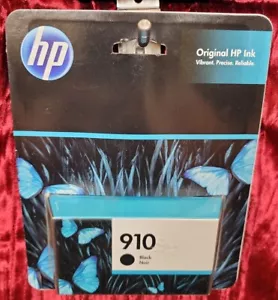 hp
Original HP Ink
Vibrant. Precise. Reliable.
910
Black
Noir